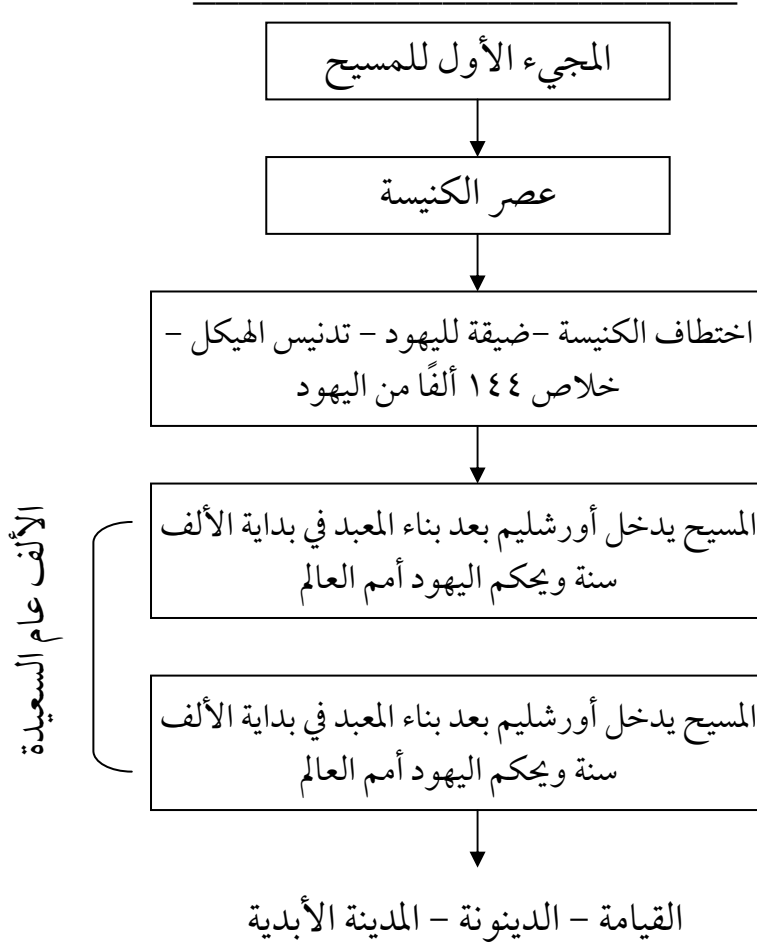 المجيء الأول للمسيح
عصر الكنيسة
اختطاف الكنيسة –ضيقة لليهود – تدنيس الهيكل –
خلاص ١٤٤ ألفًا من اليهود
المسيح يدخل أورشليم بعد بناء المعبد في بداية الألف
سنة ويحكم اليهود أمم العالم
الألف عام السعيدة
المسيح يدخل أورشليم بعد بناء المعبد في بداية الألف
سنة ويحكم اليهود أمم العالم
القيامة – الدينونة – المدينة الأبدية